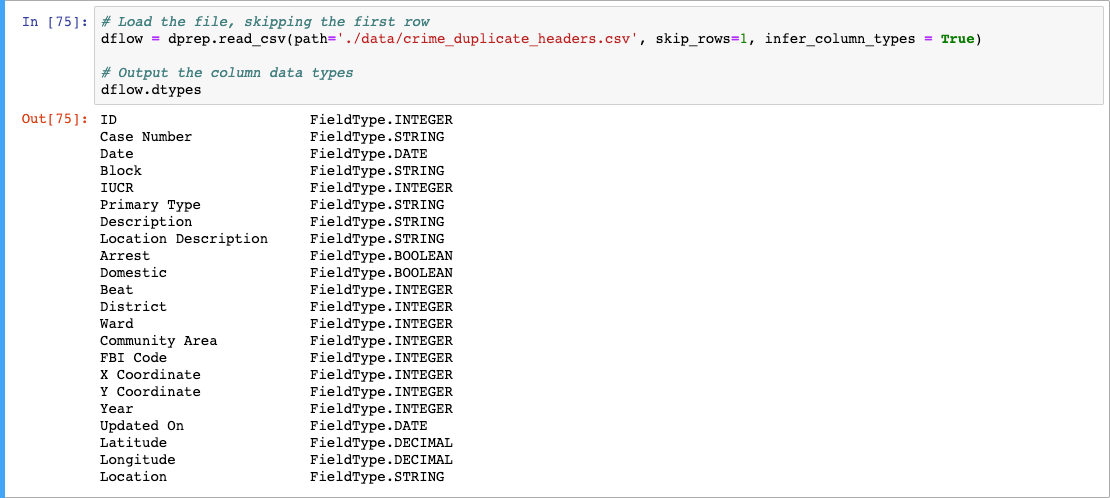 In [75]: # Load the file, skipping the first row
dflow = dprep.read_csv(path='./data/crime_duplicate_headers.csv', skip_rows=1, infer_column_types = True)
# Output the column data types
dflow.dtypes
Out[75]: ID FieldType.INTEGER
Case Number FieldType.STRING
Date FieldType.DATE
Block FieldType.STRING
IUCR FieldType.INTEGER
Primary Type FieldType.STRING
Description FieldType.STRING
Location Description FieldType.STRING
Arrest FieldType.BOOLEAN
Domestic FieldType.BOOLEAN
Beat FieldType.INTEGER
District FieldType.INTEGER
Ward FieldType.INTEGER
Community Area FieldType.INTEGER
FBI Code FieldType.INTEGER
X Coordinate FieldType.INTEGER
Y Coordinate FieldType.INTEGER
Year FieldType.INTEGER
Updated On FieldType.DATE
Latitude FieldType.DECIMAL
Longitude FieldType.DECIMAL
Location FieldType.STRING